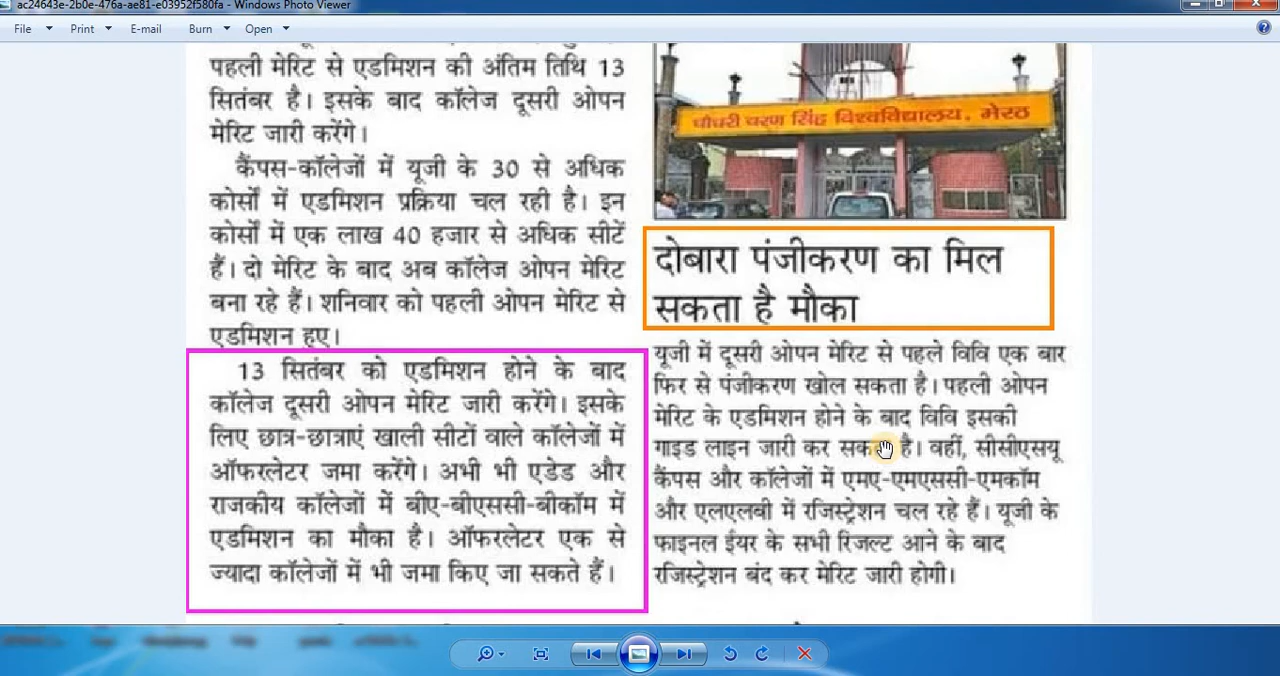 ac24643e-2b0e-476a-ae81-e03952f580fa - Windows Photo Viewer
File Print E-mail Burn Open
पहली मेरिट से एडमिशन की अंतिम तिथि 13
सितंबर है। इसके बाद कॉलेज दूसरी ओपन
मेरिट जारी करेंगे।
कैंपस-कॉलेजों में यूजी के 30 से अधिक
कोर्सों में एडमिशन प्रक्रिया चल रही है। इन
कोर्सों में एक लाख 40 हजार से अधिक सीटें
हैं। दो मेरिट के बाद अब कॉलेज ओपन मेरिट
बना रहे हैं। शनिवार को पहली ओपन मेरिट से
एडमिशन हुए।
13 सितंबर को एडमिशन होने के बाद
कॉलेज दूसरी ओपन मेरिट जारी करेंगे। इसके
लिए छात्र-छात्राएं खाली सीटों वाले कॉलेजों में
ऑफरलेटर जमा करेंगे। अभी भी एडेड और
राजकीय कॉलेजों में बीए-बीएससी-बीकॉम में
एडमिशन का मौका है। ऑफरलेटर एक से
ज्यादा कॉलेजों में भी जमा किए जा सकते हैं।
चौधरी चरण सिंह विश्वविद्यालय, मेरठ
दोबारा पंजीकरण का मिल
सकता है मौका
यूजी में दूसरी ओपन मेरिट से पहले विवि एक बार
फिर से पंजीकरण खोल सकता है। पहली ओपन
मेरिट के एडमिशन होने के बाद विवि इसकी
गाइड लाइन जारी कर सकता है। वहीं, सीसीएसयू
कैंपस और कॉलेजों में एमए-एमएससी-एमकॉम
और एलएलबी में रजिस्ट्रेशन चल रहे हैं। यूजी के
फाइनल ईयर के सभी रिजल्ट आने के बाद
रजिस्ट्रेशन बंद कर मेरिट जारी होगी।